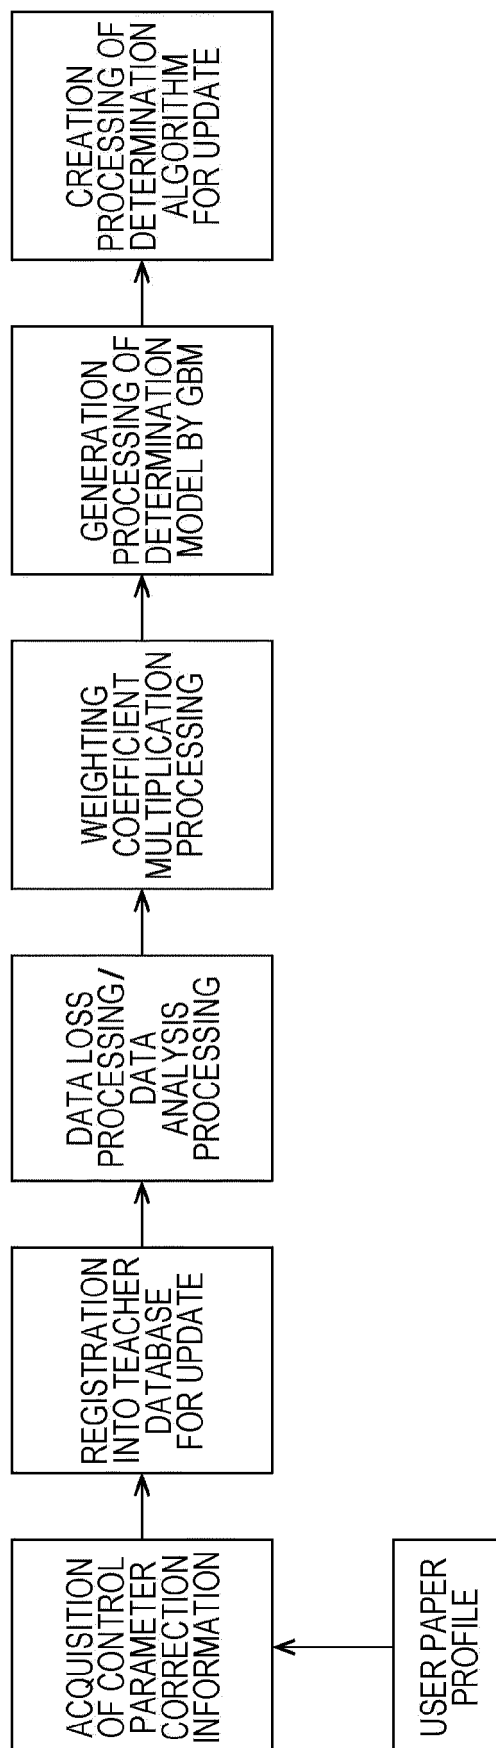 USER PAPER
PROFILE
ACQUISITION
OF CONTROL
PARAMETER
CORRECTION
INFORMATION
REGISTRATION
INTO TEACHER
DATABASE
FOR UPDATE
DATA LOSS
PROCESSING/
DATA
ANALYSIS
PROCESSING
WEIGHTING
COEFFICIENT
MULTIPLICATION
PROCESSING
GENERATION
PROCESSING OF
DETERMINATION
MODEL BY GBM
CREATION
PROCESSING OF
DETERMINATION
ALGORITHM
FOR UPDATE